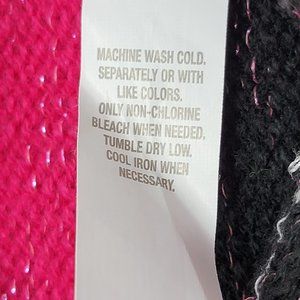 MACHINE WASH COLD.
SEPARATELY OR WITH
LIKE COLORS.
ONLY NON-CHLORINE
BLEACH WHEN NEEDED.
TUMBLE DRY LOW.
COOL IRON WHEN
NECESSARY.